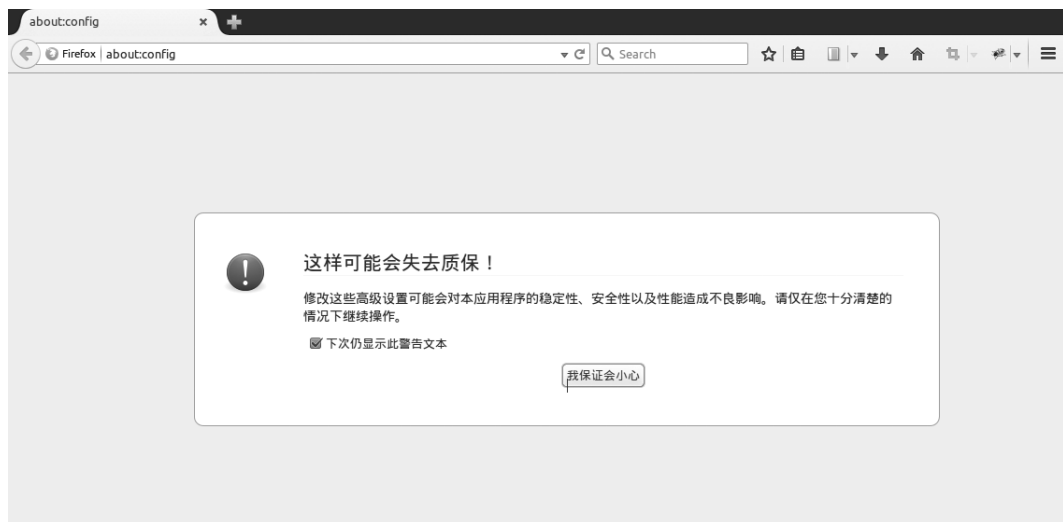 about:config
Firefox about:config
Search
这样可能会失去质保！
修改这些高级设置可能会对本应用程序的稳定性、安全性以及性能造成不良影响。请仅在您十分清楚的
情况下继续操作。
下次仍显示此警告文本
我保证会小心